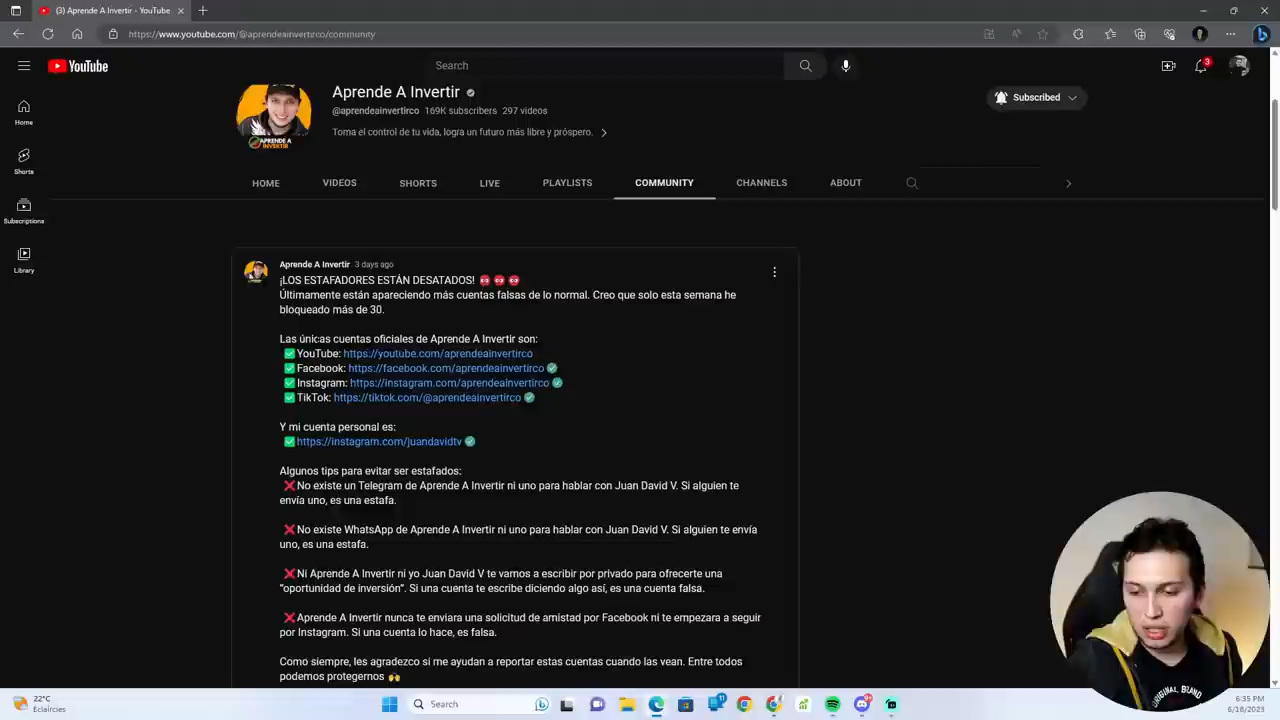 (3) Aprende A Invertir - YouTube
https://www.youtube.com/@aprendeainvertirco/community
YouTube
Search
3
Home
Shorts
Subscriptions
Library
APRENDE A
INVERTIR
Aprende A Invertir
@aprendeainvertirco 169K subscribers 297 videos
Toma el control de tu vida, logra un futuro más libre y próspero.
Subscribed
HOME VIDEOS SHORTS LIVE PLAYLISTS COMMUNITY CHANNELS ABOUT
Aprende A Invertir 3 days ago
¡LOS ESTAFADORES ESTÁN DESATADOS!
Últimamente están apareciendo más cuentas falsas de lo normal. Creo que solo esta semana he
bloqueado más de 30.
Las únicas cuentas oficiales de Aprende A Invertir son:
✅YouTube: https://youtube.com/aprendeainvertirco
✅Facebook: https://facebook.com/aprendeainvertirco
✅Instagram: https://instagram.com/aprendeainvertirco
✅TikTok: https://tiktok.com/@aprendeainvertirco
Y mi cuenta personal es:
✅https://instagram.com/juandavidtv
Algunos tips para evitar ser estafados:
❌No existe un Telegram de Aprende A Invertir ni uno para hablar con Juan David V. Si alguien te
envía uno, es una estafa.
❌No existe WhatsApp de Aprende A Invertir ni uno para hablar con Juan David V. Si alguien te envía
uno, es una estafa.
❌Ni Aprende A Invertir ni yo Juan David V te vamos a escribir por privado para ofrecerte una
"oportunidad de inversión". Si una cuenta te escribe diciendo algo así, es una cuenta falsa.
❌Aprende A Invertir nunca te enviara una solicitud de amistad por Facebook ni te empezara a seguir
por Instagram. Si una cuenta lo hace, es falsa.
Como siempre, les agradezco si me ayudan a reportar estas cuentas cuando las vean. Entre todos
podemos protegernos 🙌
ORIGINAL BRAND
22°C
Eclaircies
Search
6:35 PM
6/18/2023